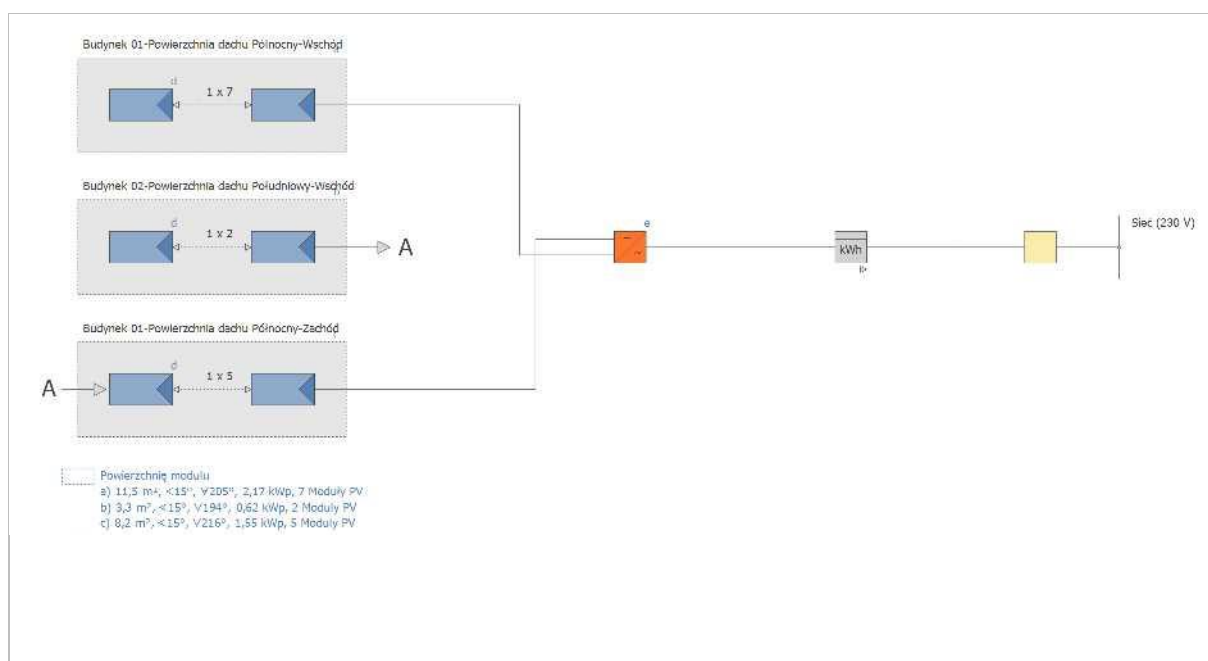 Budynek 01-Powierzchnia dachu Północny-Wschód
d
1 x 7
Budynek 02-Powierzchnia dachu Południowy-Wschód
d
1 x 2
A
e
kWh
Sieć (230 V)
Budynek 01-Powierzchnia dachu Północny-Zachód
d
1 x 5
A
Powierzchnię modułu
a) 11,5 m², <15°, ∀205°, 2,17 kWp, 7 Moduły PV
b) 3,3 m², <15°, ∀194°, 0,62 kWp, 2 Moduły PV
c) 8,2 m², <15°, ∀216°, 1,55 kWp, 5 Moduły PV